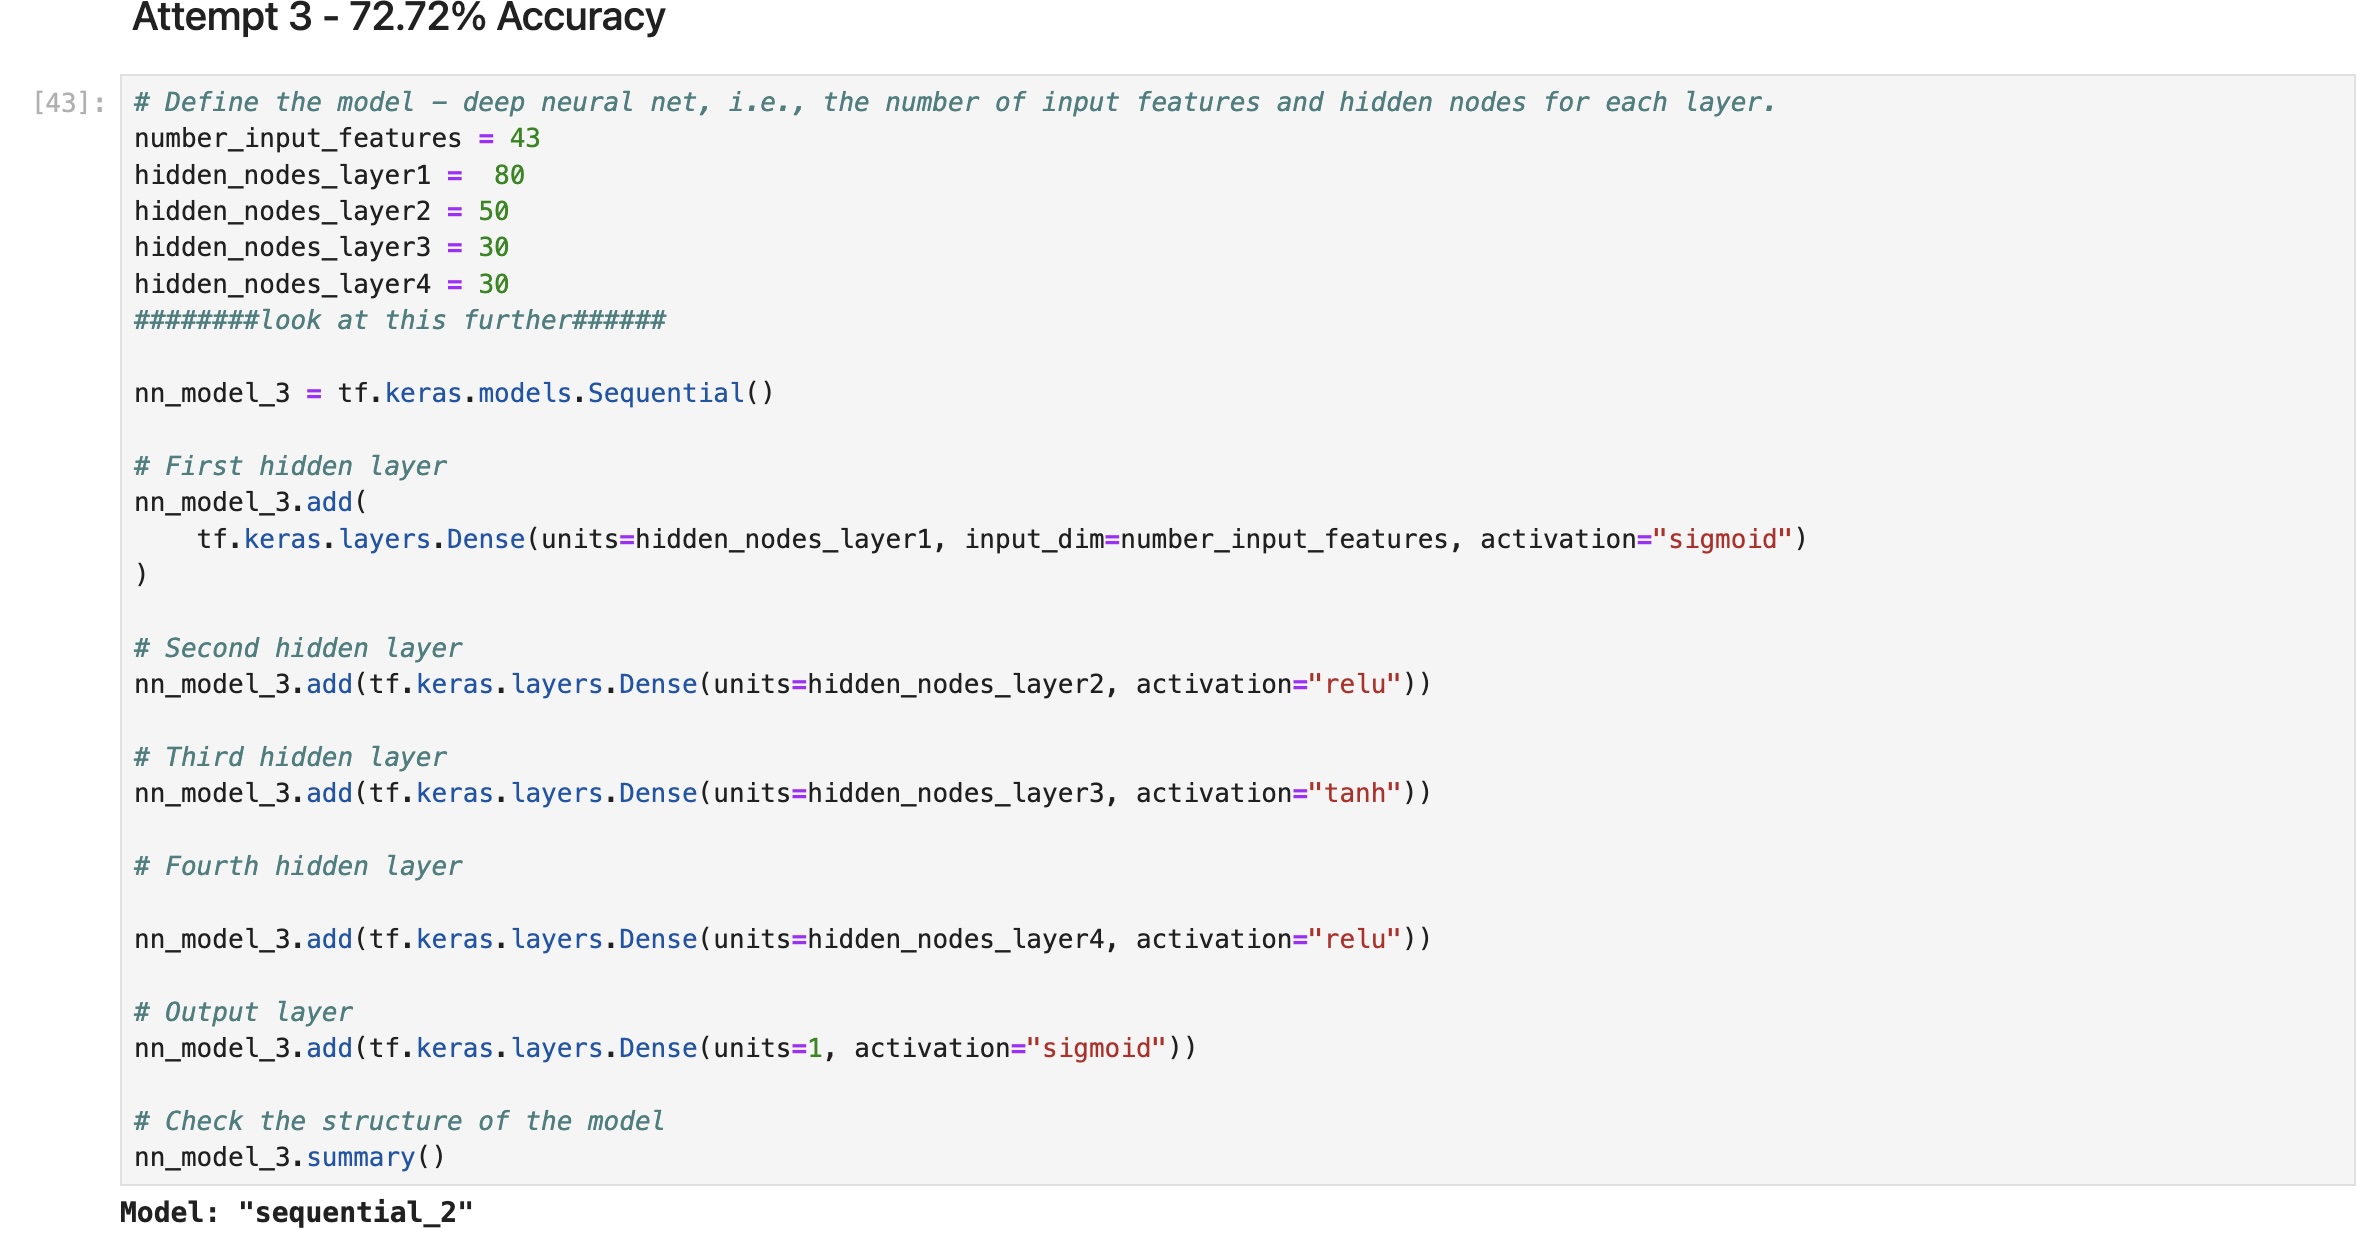 Attempt 3 - 72.72% Accuracy
[43]:
# Define the model – deep neural net, i.e., the number of input features and hidden nodes for each layer.
number_input_features = 43
hidden_nodes_layer1 =  80
hidden_nodes_layer2 = 50
hidden_nodes_layer3 = 30
hidden_nodes_layer4 = 30
########look at this further######
nn_model_3 = tf.keras.models.Sequential()
# First hidden layer
nn_model_3.add(
    tf.keras.layers.Dense(units=hidden_nodes_layer1, input_dim=number_input_features, activation="sigmoid")
)
# Second hidden layer
nn_model_3.add(tf.keras.layers.Dense(units=hidden_nodes_layer2, activation="relu"))
# Third hidden layer
nn_model_3.add(tf.keras.layers.Dense(units=hidden_nodes_layer3, activation="tanh"))
# Fourth hidden layer
nn_model_3.add(tf.keras.layers.Dense(units=hidden_nodes_layer4, activation="relu"))
# Output layer
nn_model_3.add(tf.keras.layers.Dense(units=1, activation="sigmoid"))
# Check the structure of the model
nn_model_3.summary()
Model: "sequential_2"